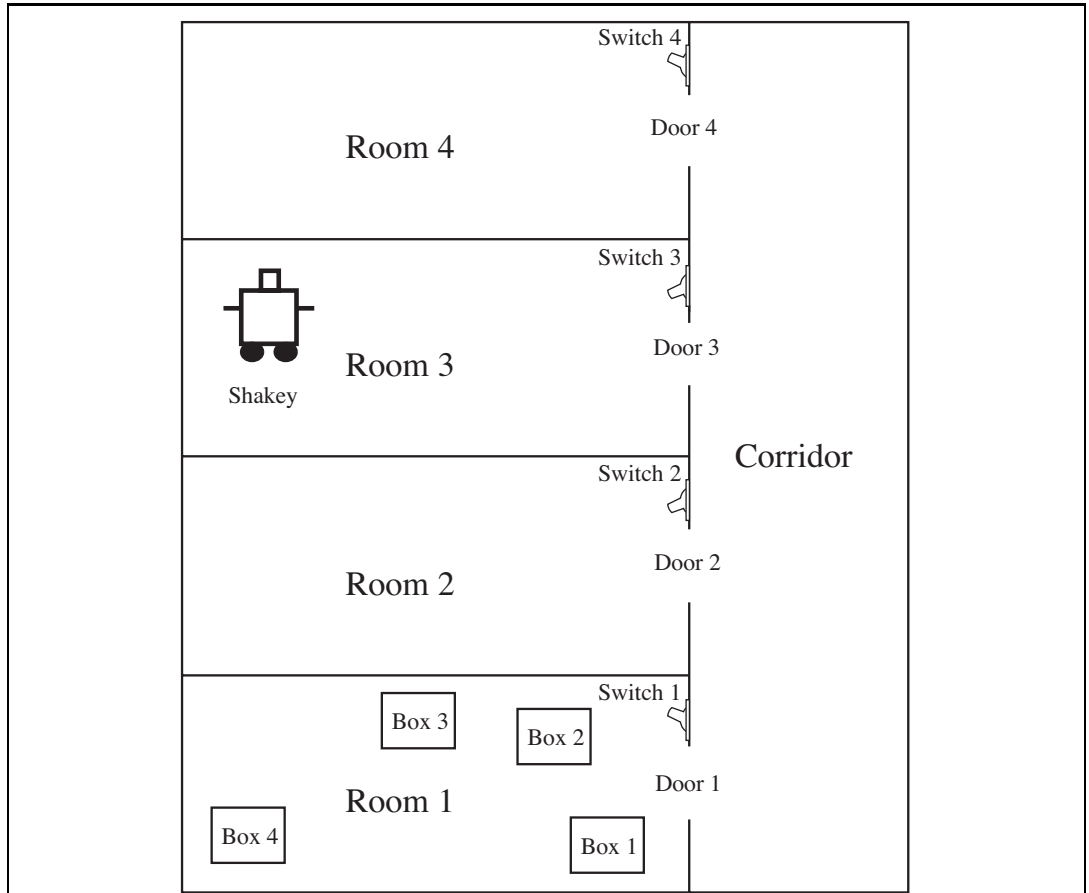 Switch 4
Door 4
Room 4
Switch 3
Door 3
Room 3
Shakey
Corridor
Switch 2
Door 2
Room 2
Switch 1
Box 3
Box 2
Door 1
Room 1
Box 4
Box 1